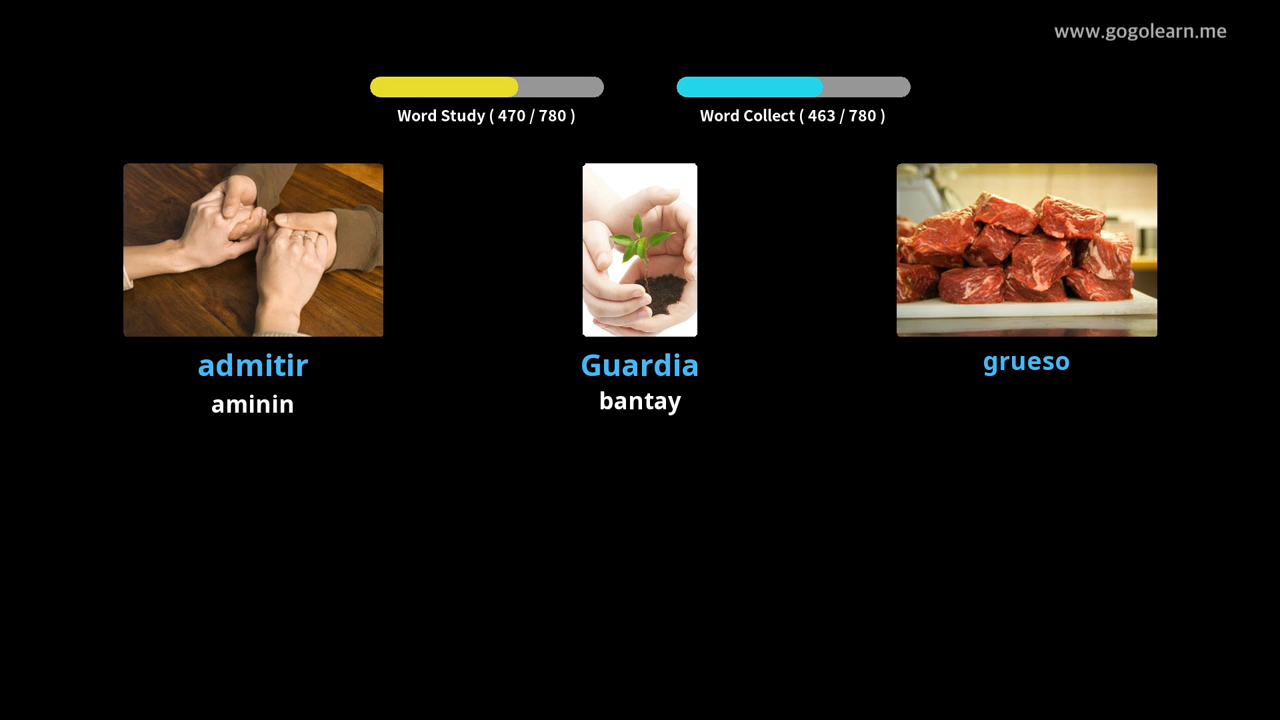 www.gogolearn.me
Word Study ( 470 / 780 )
Word Collect ( 463 / 780 )
admitir
aminin
Guardia
bantay
grueso